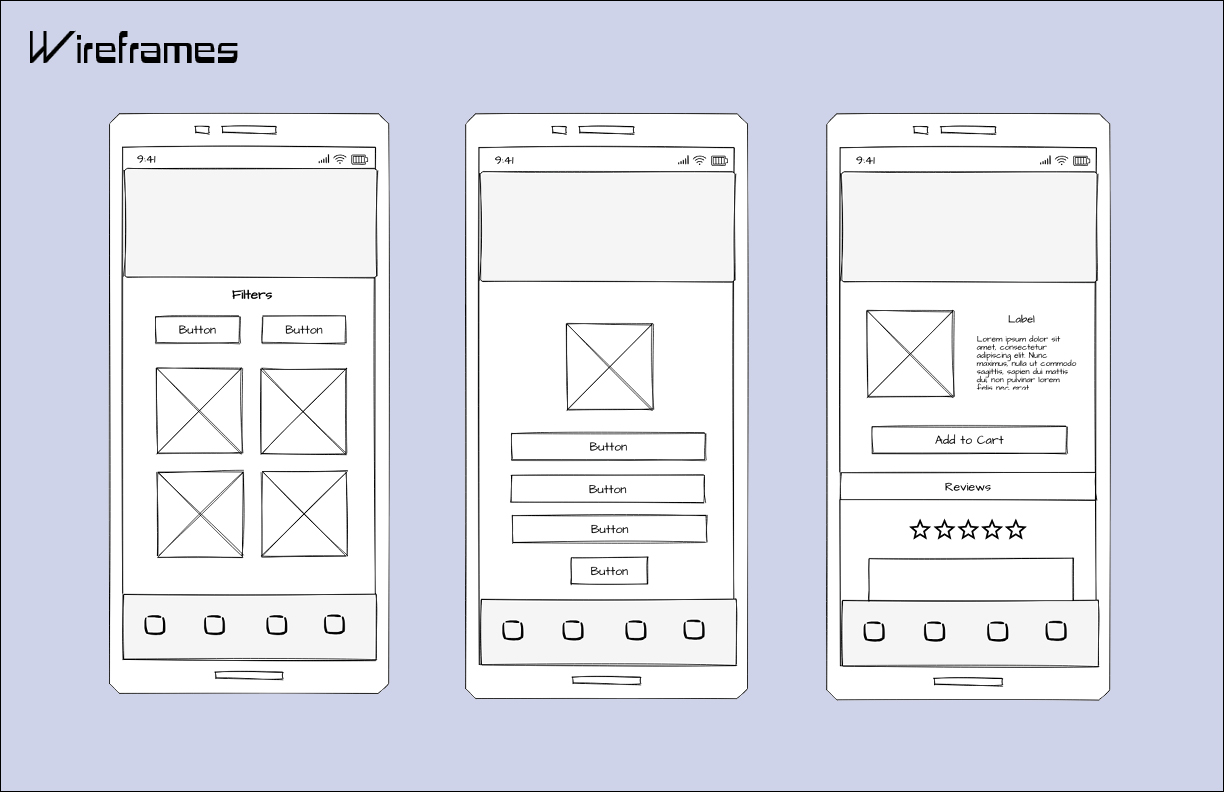 Wireframes
9:41
Filters
Button Button
9:41
Button
Button
Button
Button
9:41
Label
Lorem ipsum dolor sit
amet, consectetur
adipiscing elit. Nunc
maximus, nulla ut commodo
sagittis, sapien dui mattis
dui, non pulvinar lorem
felis nec erat
Add to Cart
Reviews